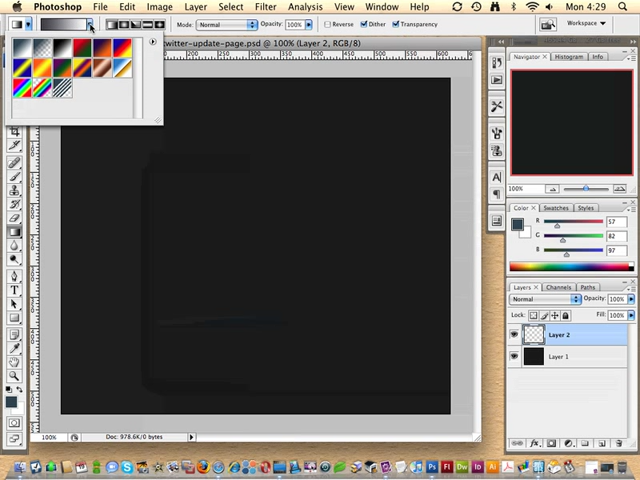 Photoshop File Edit Image Layer Select Filter Analysis View Mon 4:29
Mode: Normal Opacity: 100% Reverse Dither Transparency Workspace
twitter-update-page.psd @ 100% (Layer 2, RGB/8)
Navigator Histogram Info
100%
Color Swatches Styles
R 57
G 82
B 97
Layers Channels Paths
Normal Opacity: 100%
Lock: Fill: 100%
Layer 2
Layer 1
100% Doc: 978.6K/0 bytes